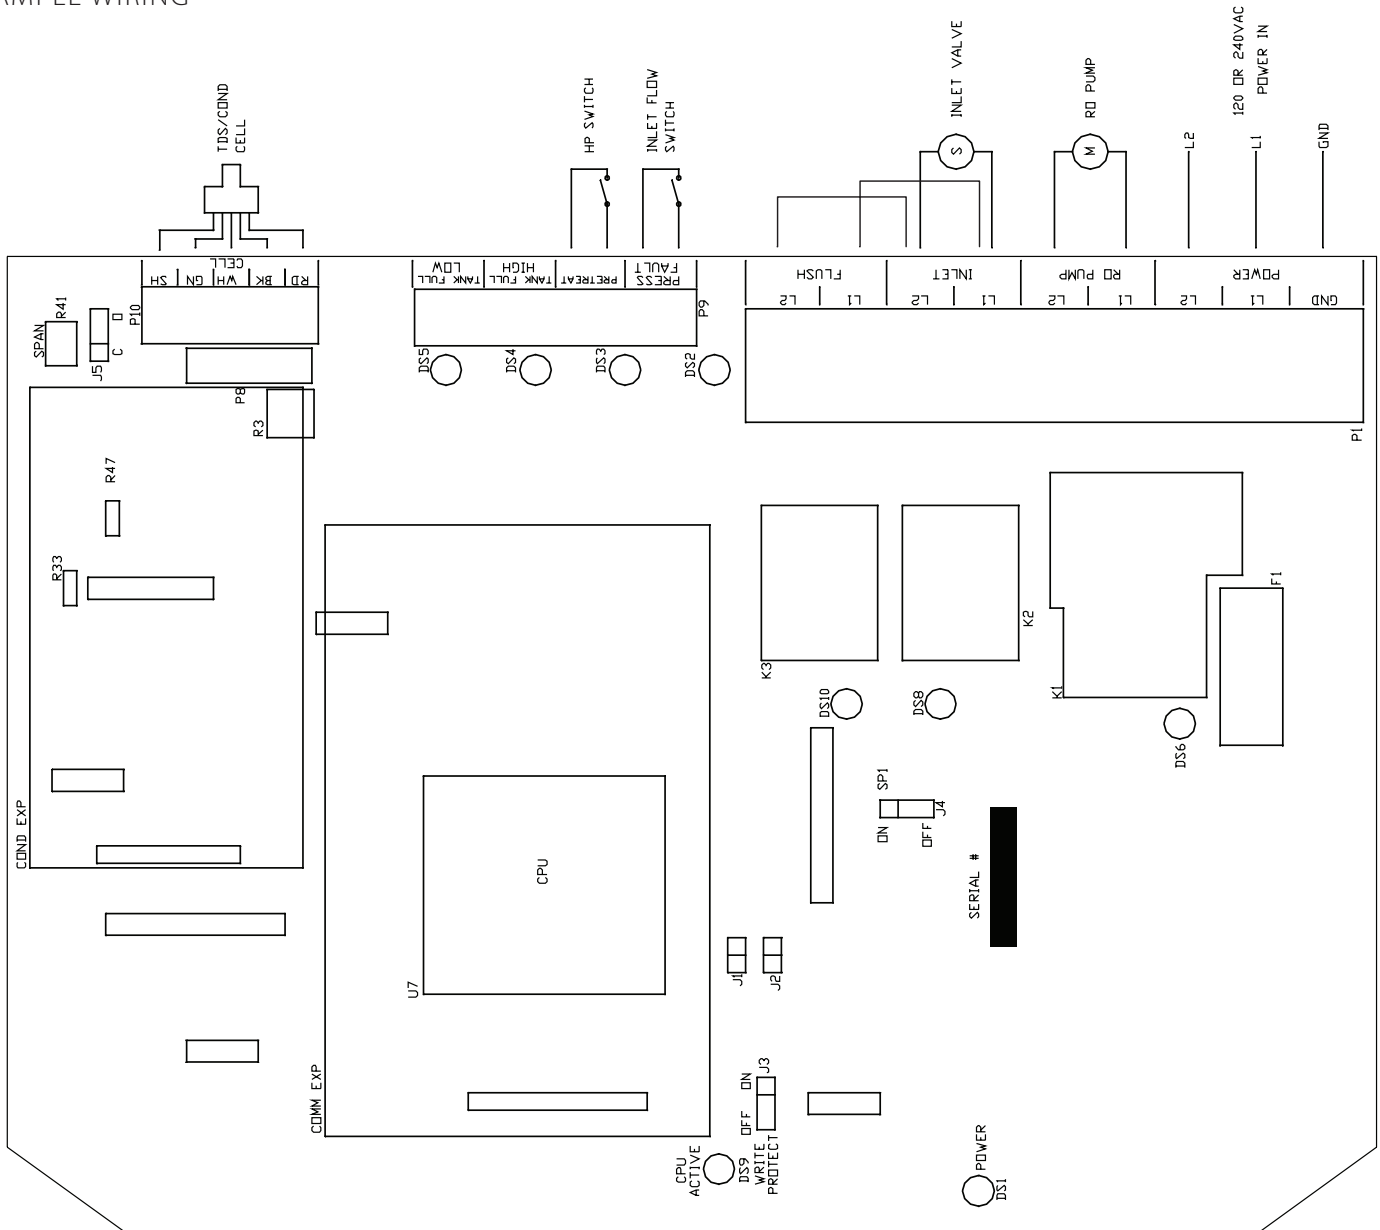 AMPLE WIRING
TDS/COND
CELL
HP SWITCH
INLET FLOW
SWITCH
INLET VALVE
S
RO PUMP
M
120 OR 240VAC
POWER IN
L2
L1
GND
CELL
SH
GN
WH
BK
RD
P10
TANK FULL
LOW
TANK FULL
HIGH
PRETREAT
PRESS
FAULT
P9
FLUSH
L2
L1
INLET
L2
L1
RO PUMP
L2
L1
POWER
L2
L1
GND
P1
SPAN
R41
J5
C
O
P8
R3
DS5
DS4
DS3
DS2
R47
R33
COND EXP
K3
K2
K1
F1
DS10
DS8
DS6
SP1
ON
OFF
J4
SERIAL #
CPU
U7
J1
J2
COMM EXP
J3
ON
OFF
WRITE
PROTECT
CPU
ACTIVE
DS9
POWER
DS1